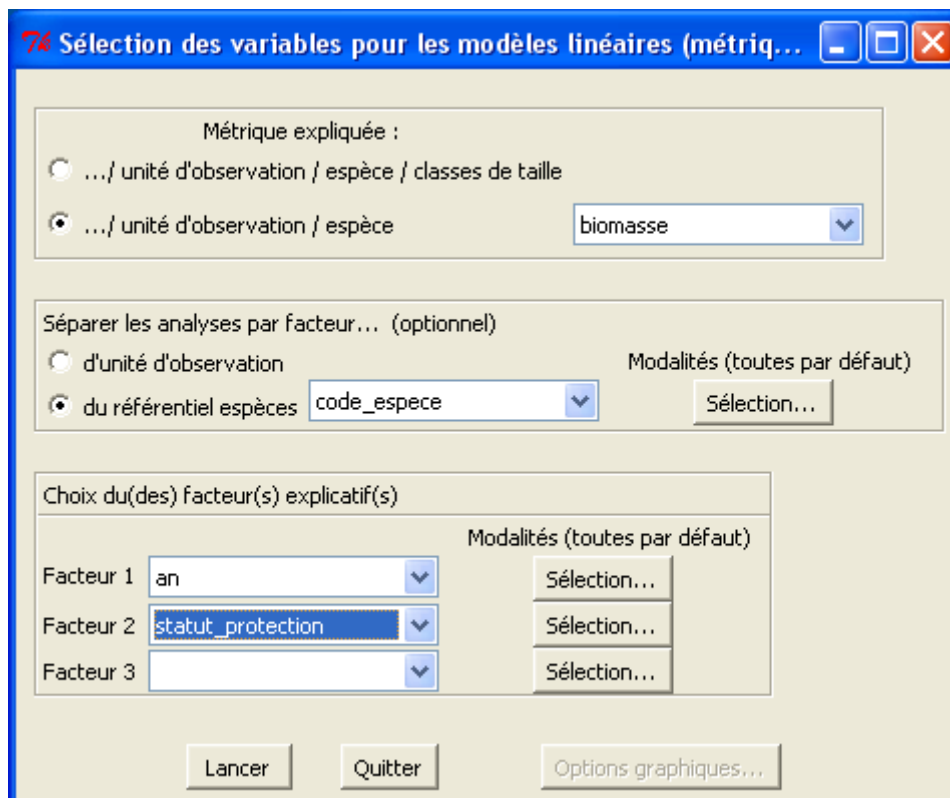 Sélection des variables pour les modèles linéaires (métriq...
Métrique expliquée :
.../ unité d'observation / espèce / classes de taille
.../ unité d'observation / espèce biomasse
Séparer les analyses par facteur... (optionnel)
d'unité d'observation Modalités (toutes par défaut)
du référentiel espèces code_espece Sélection...
Choix du(des) facteur(s) explicatif(s)
Modalités (toutes par défaut)
Facteur 1 an Sélection...
Facteur 2 statut_protection Sélection...
Facteur 3 Sélection...
Lancer Quitter Options graphiques...